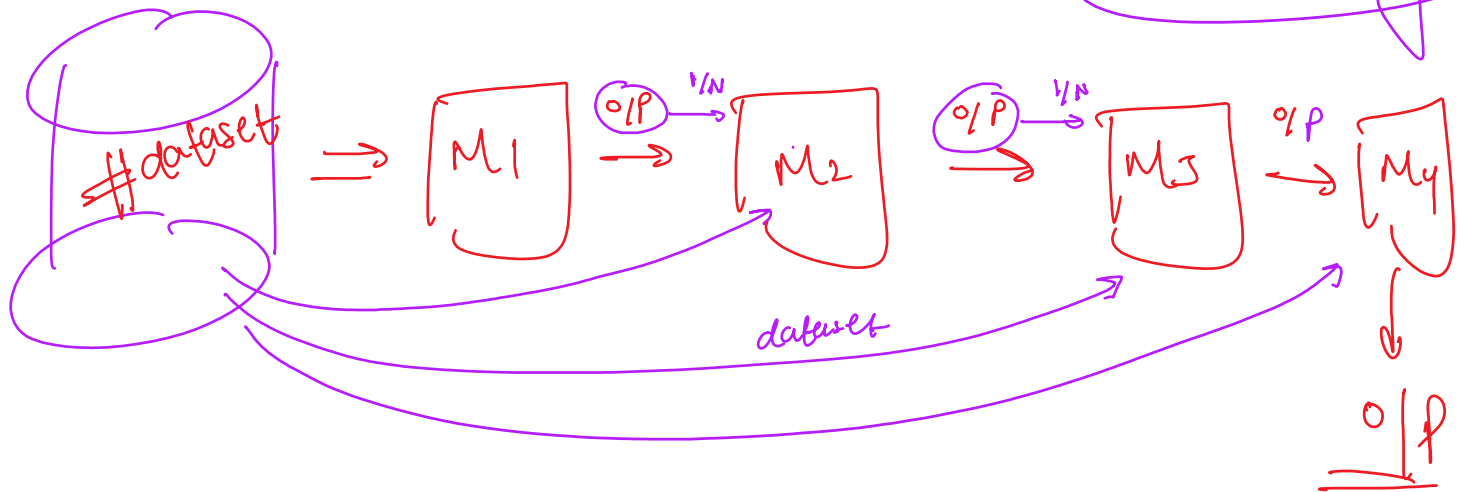 #dataset
M1
O/P
I/N
M2
O/P
I/N
M3
O/P
M4
dataset
O/P